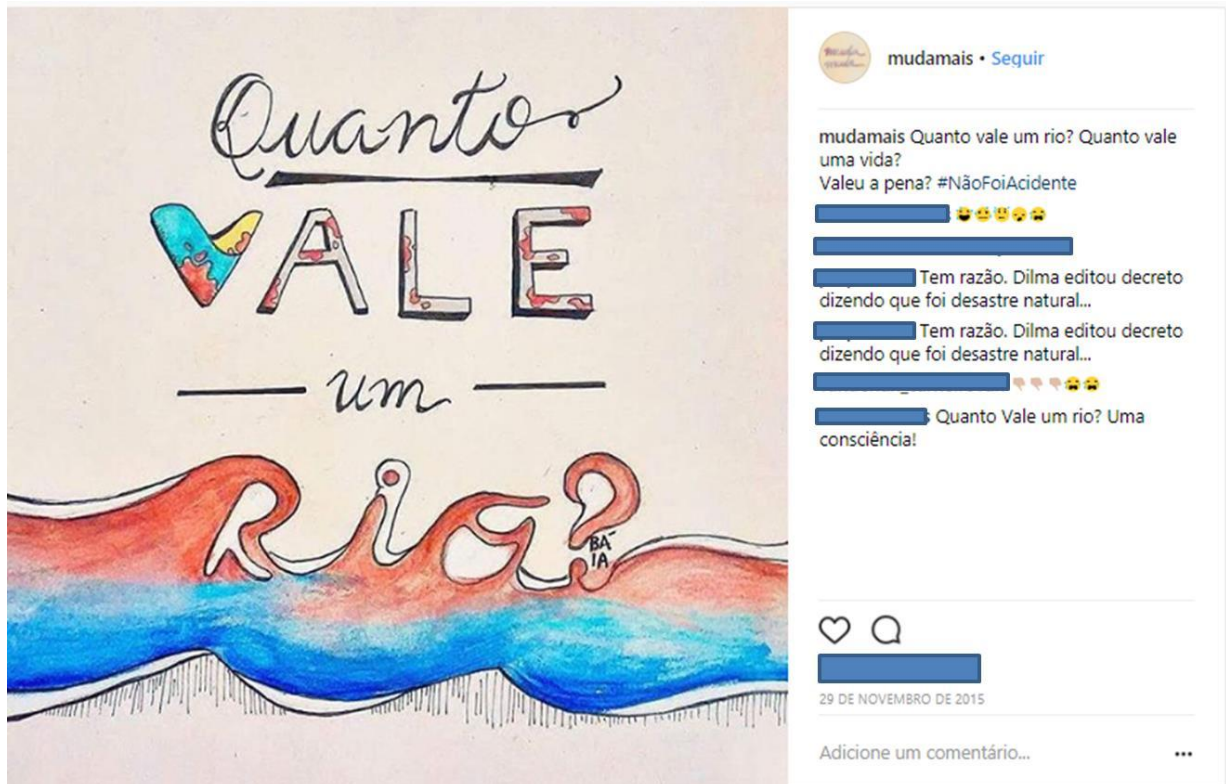 Quanto
VALE
um
Rio?
BÁ
IA
mudamais • Seguir
mudamais Quanto vale um rio? Quanto vale
uma vida?
Valeu a pena? #NãoFoiAcidente
Tem razão. Dilma editou decreto
dizendo que foi desastre natural...
Tem razão. Dilma editou decreto
dizendo que foi desastre natural...
Quanto Vale um rio? Uma
consciência!
29 DE NOVEMBRO DE 2015
Adicione um comentário...